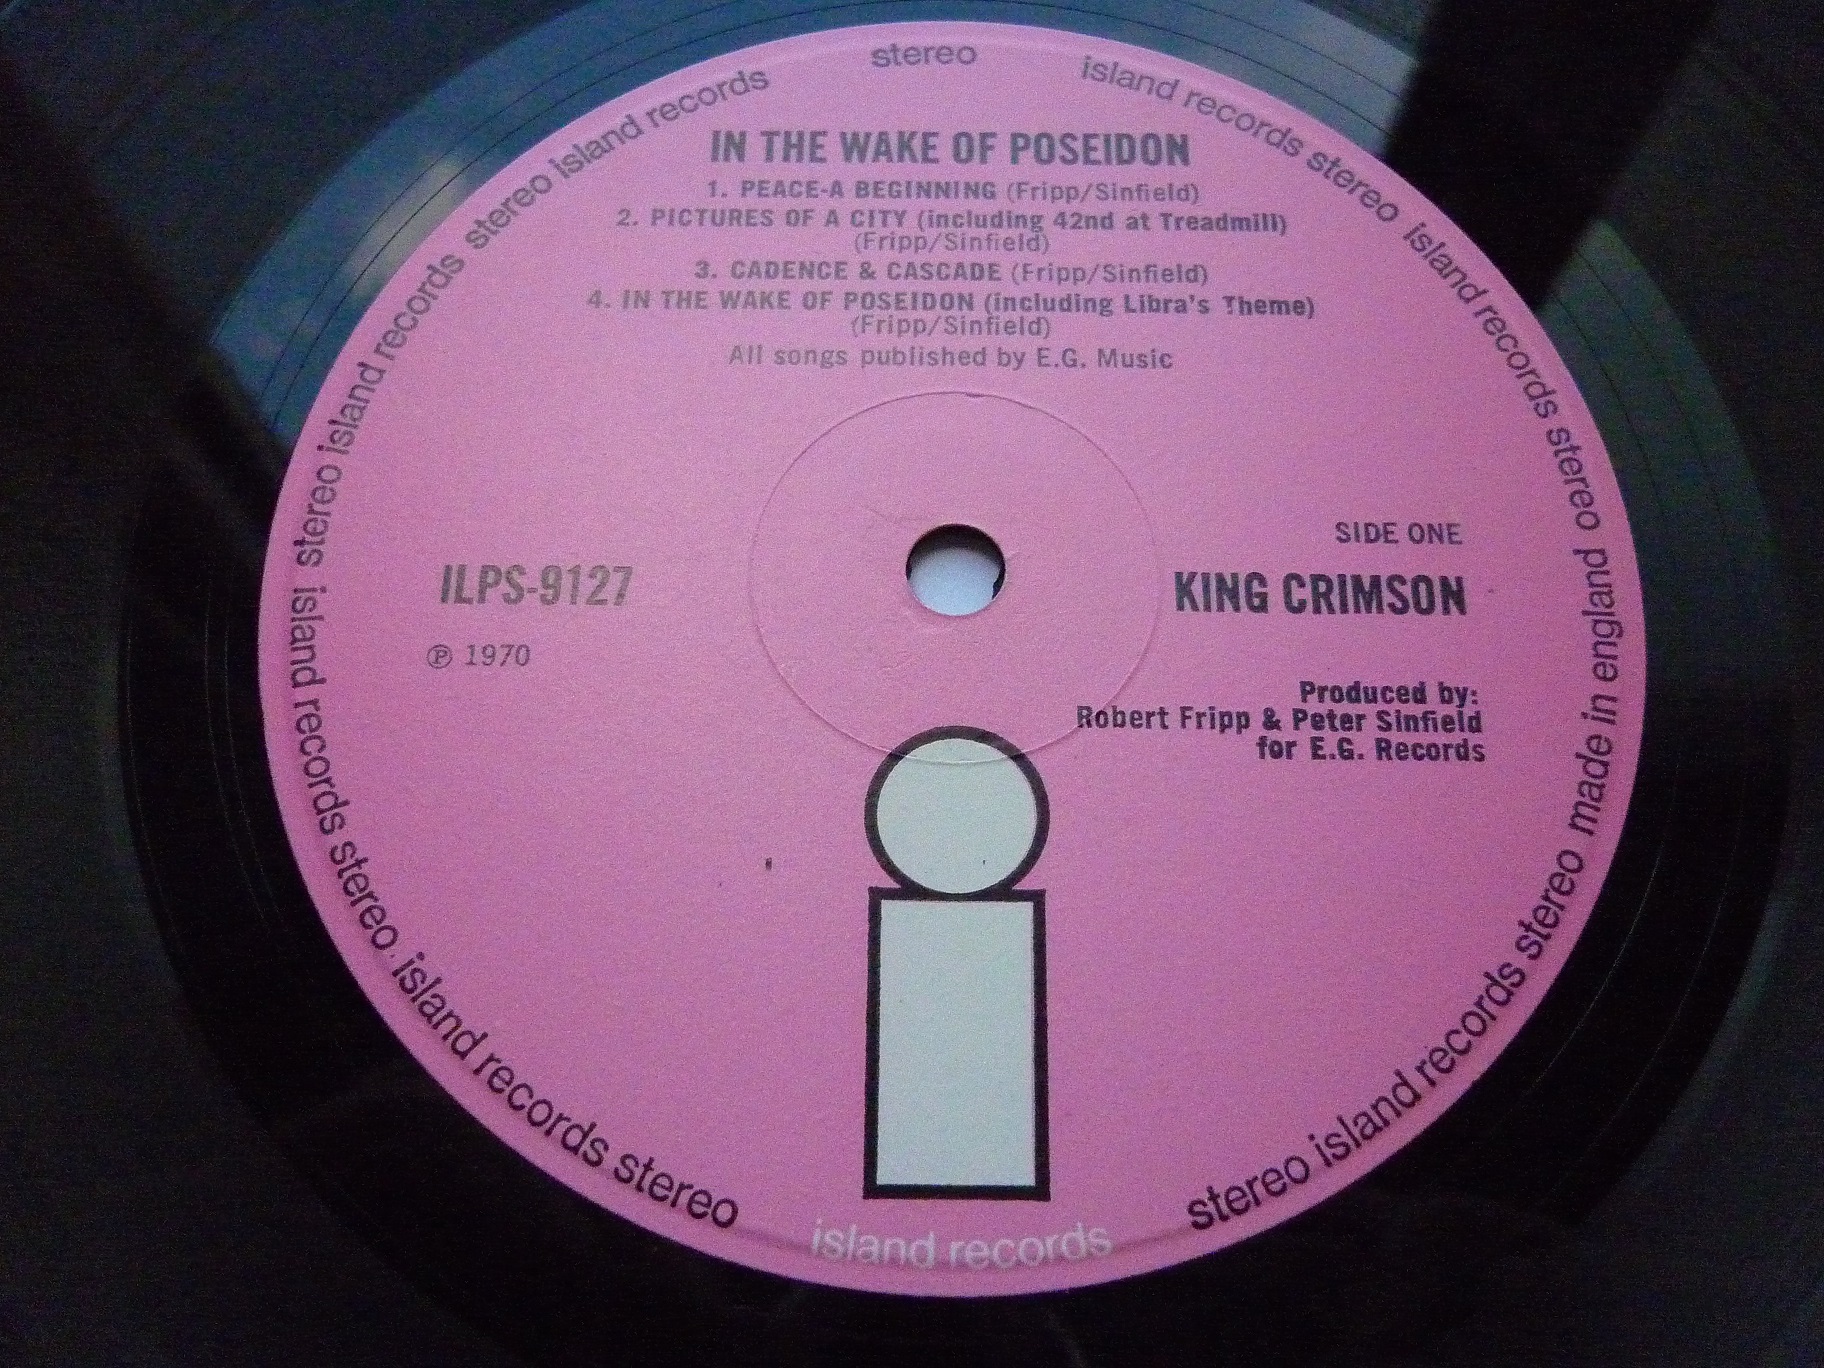 stereo island records stereo island records stereo island records stereo island records stereo island records stereo made in england stereo island records stereo
island records stereo island records stereo island records
IN THE WAKE OF POSEIDON
1. PEACE-A BEGINNING (Fripp/Sinfield)
2. PICTURES OF A CITY (including 42nd at Treadmill)
(Fripp/Sinfield)
3. CADENCE & CASCADE (Fripp/Sinfield)
4. IN THE WAKE OF POSEIDON (including Libra's Theme)
(Fripp/Sinfield)
All songs published by E.G. Music
SIDE ONE
ILPS-9127
KING CRIMSON
℗ 1970
Produced by:
Robert Fripp & Peter Sinfield
for E.G. Records
i
island records